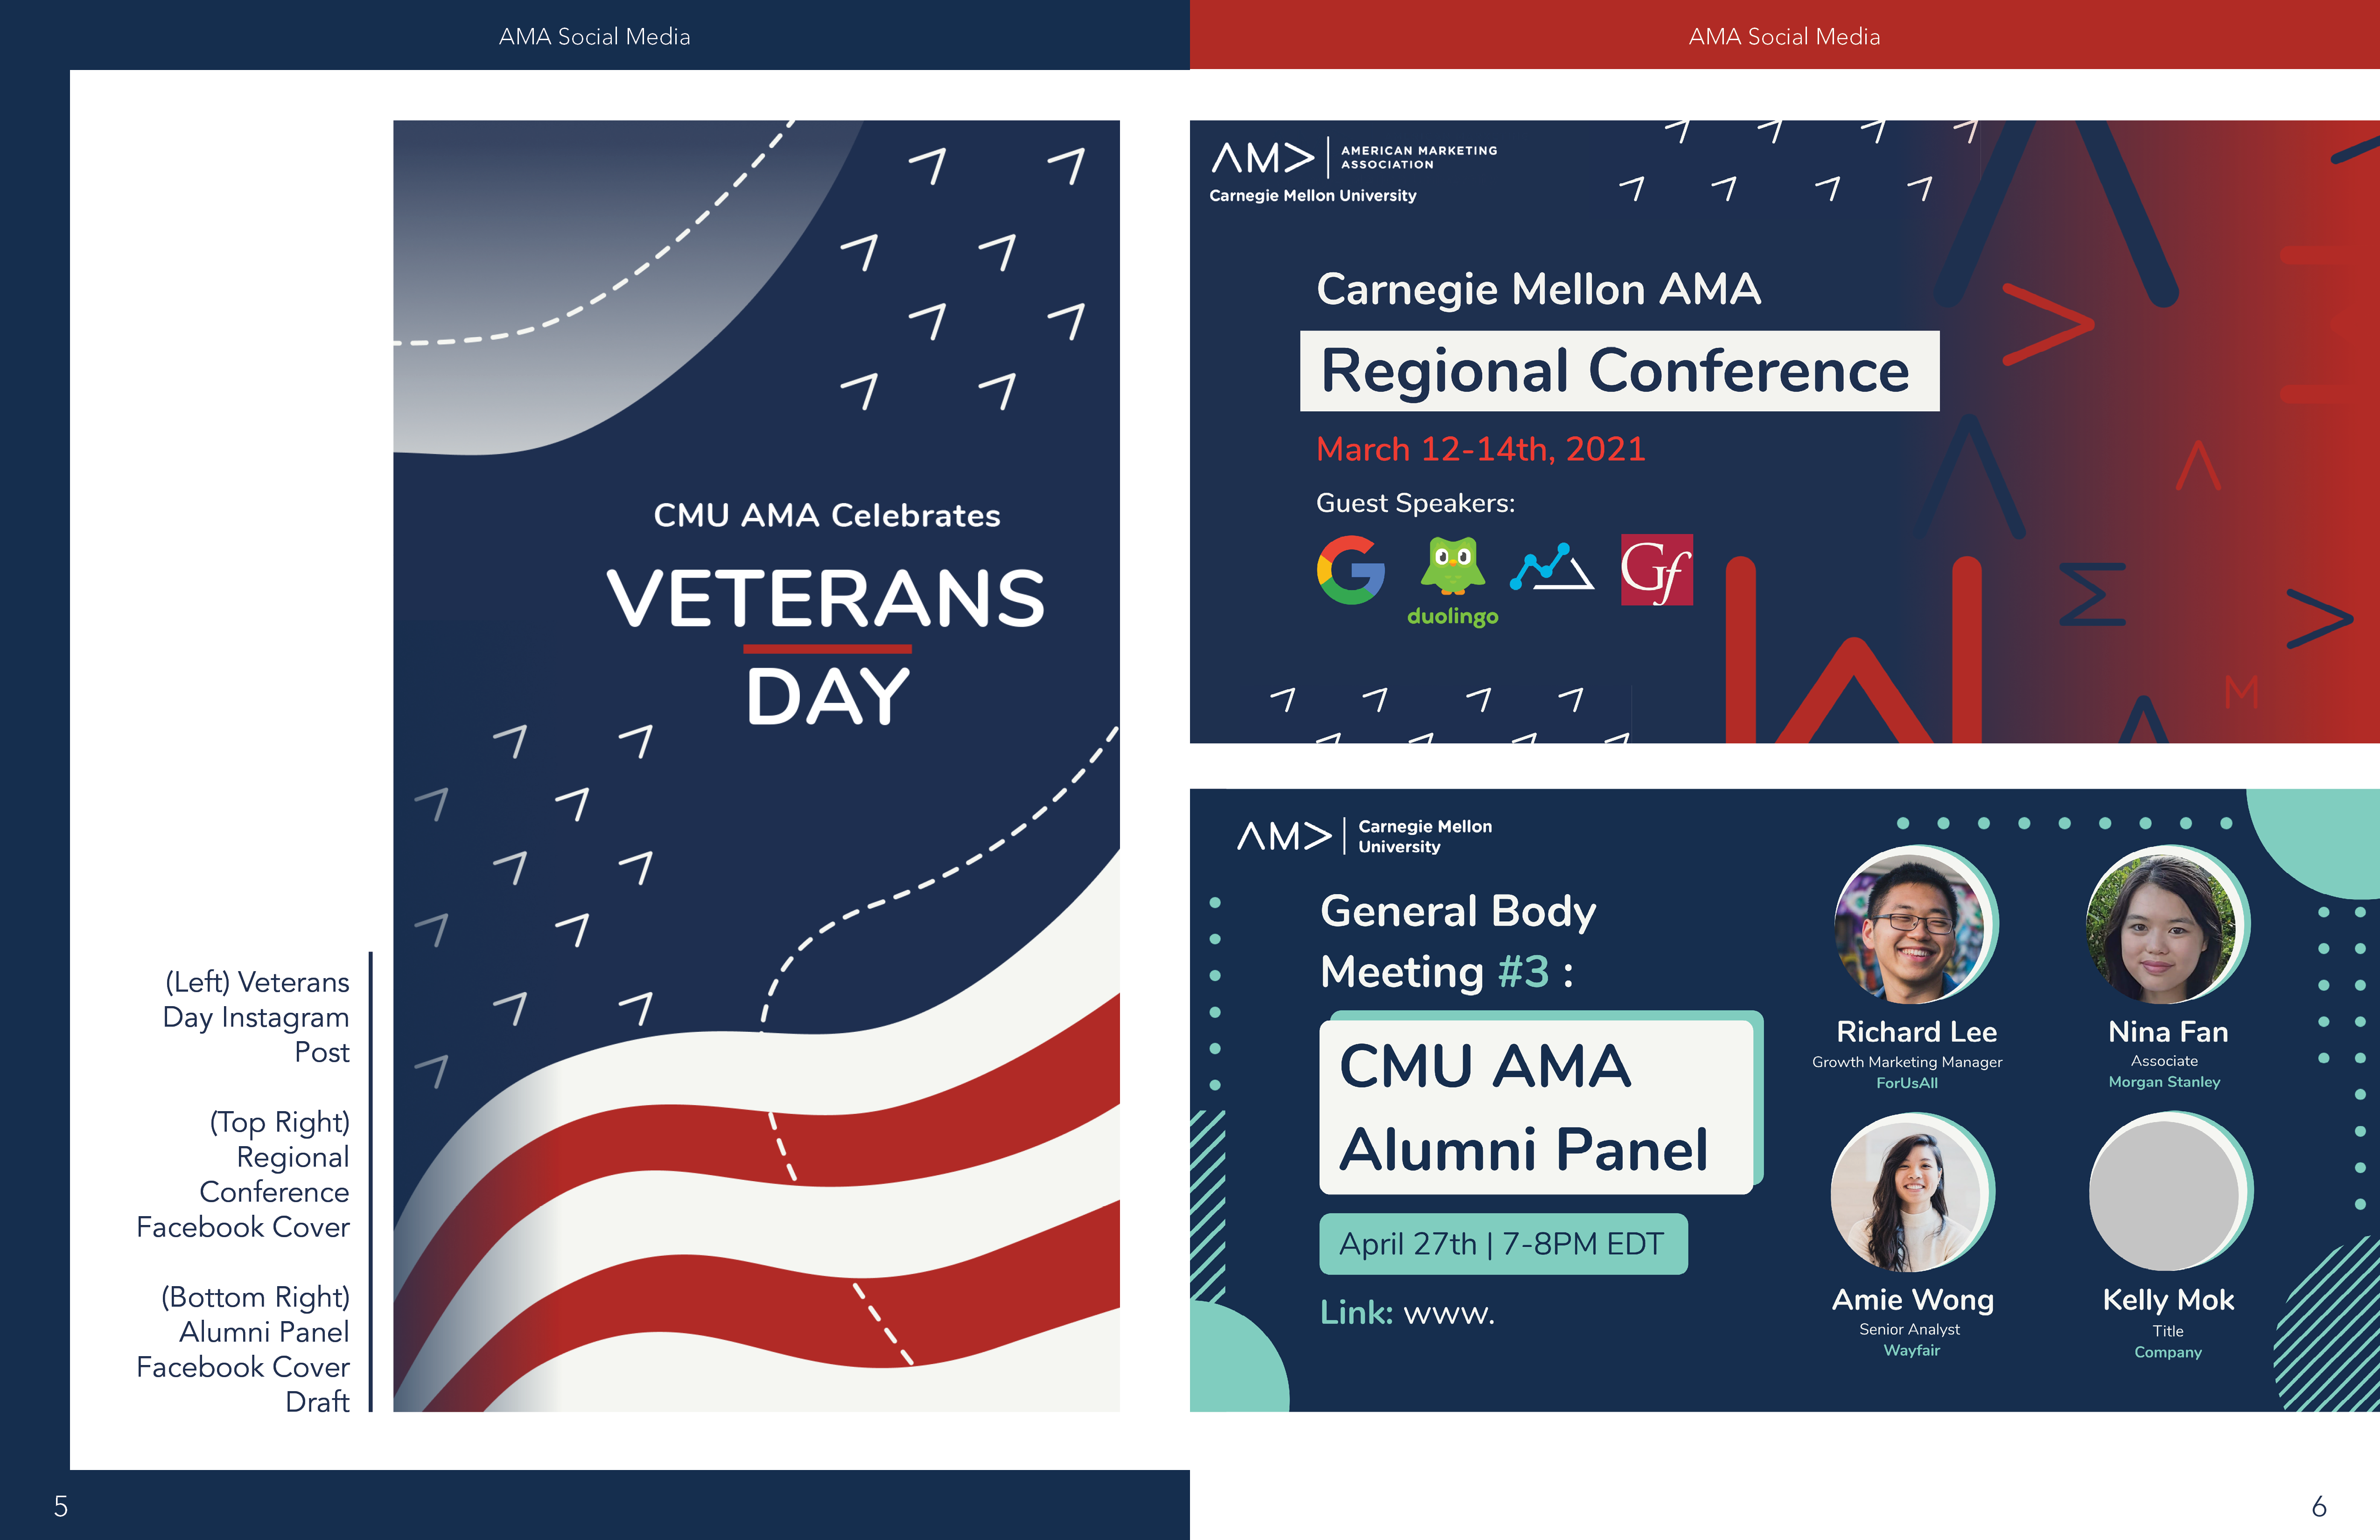 AMA Social Media
CMU AMA Celebrates
VETERANS
DAY
(Left) Veterans
Day Instagram
Post
(Top Right)
Regional
Conference
Facebook Cover
(Bottom Right)
Alumni Panel
Facebook Cover
Draft
5
AMA Social Media
AMERICAN MARKETING
ASSOCIATION
Carnegie Mellon University
Carnegie Mellon AMA
Regional Conference
March 12-14th, 2021
Guest Speakers:
G
duolingo
Gf
M
ΛM>
Carnegie Mellon
University
General Body
Meeting #3 :
CMU AMA
Alumni Panel
April 27th | 7-8PM EDT
Link: www.
Richard Lee
Growth Marketing Manager
ForUsAll
Nina Fan
Associate
Morgan Stanley
Amie Wong
Senior Analyst
Wayfair
Kelly Mok
Title
Company
6